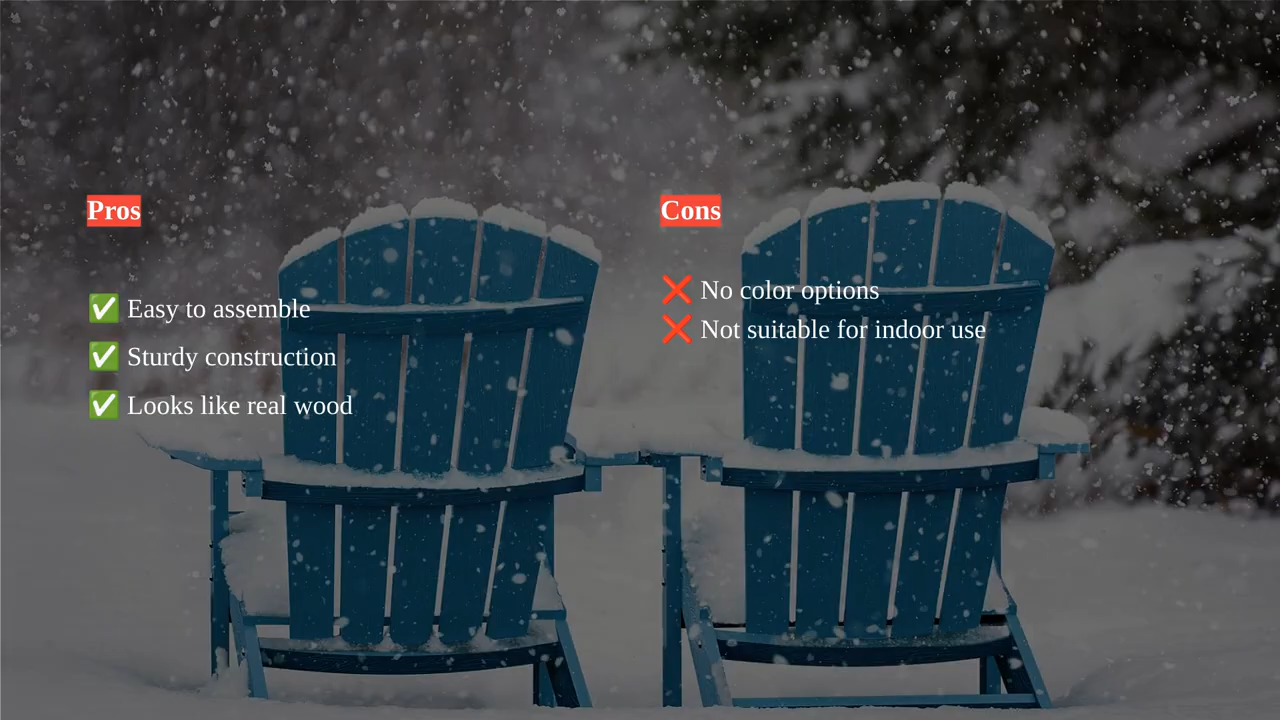 Pros
✅ Easy to assemble
✅ Sturdy construction
✅ Looks like real wood
Cons
❌ No color options
❌ Not suitable for indoor use